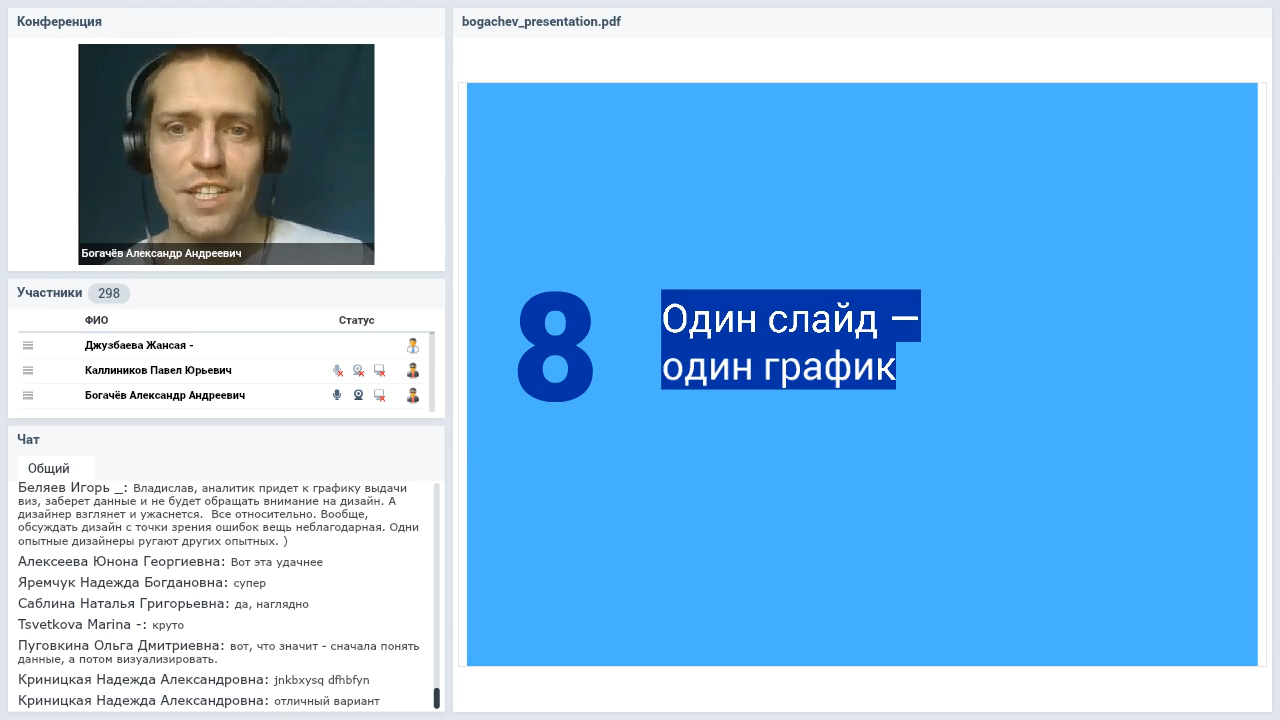 Конференция
Богачёв Александр Андреевич
Участники 298
ФИО Статус
Джузбаева Жансая -
Каллиников Павел Юрьевич
Богачёв Александр Андреевич
Чат
Общий
Беляев Игорь _: Владислав, аналитик придет к графику выдачи
виз, заберет данные и не будет обращать внимание на дизайн. А
дизайнер взглянет и ужаснется. Все относительно. Вообще,
обсуждать дизайн с точки зрения ошибок вещь неблагодарная. Одни
опытные дизайнеры ругают других опытных. )
Алексеева Юнона Георгиевна: Вот эта удачнее
Яремчук Надежда Богдановна: супер
Саблина Наталья Григорьевна: да, наглядно
Tsvetkova Marina -: круто
Пуговкина Ольга Дмитриевна: вот, что значит - сначала понять
данные, а потом визуализировать.
Криницкая Надежда Александровна: jnkbxysq dfhbfyn
Криницкая Надежда Александровна: отличный вариант
bogachev_presentation.pdf
8
Один слайд —
один график